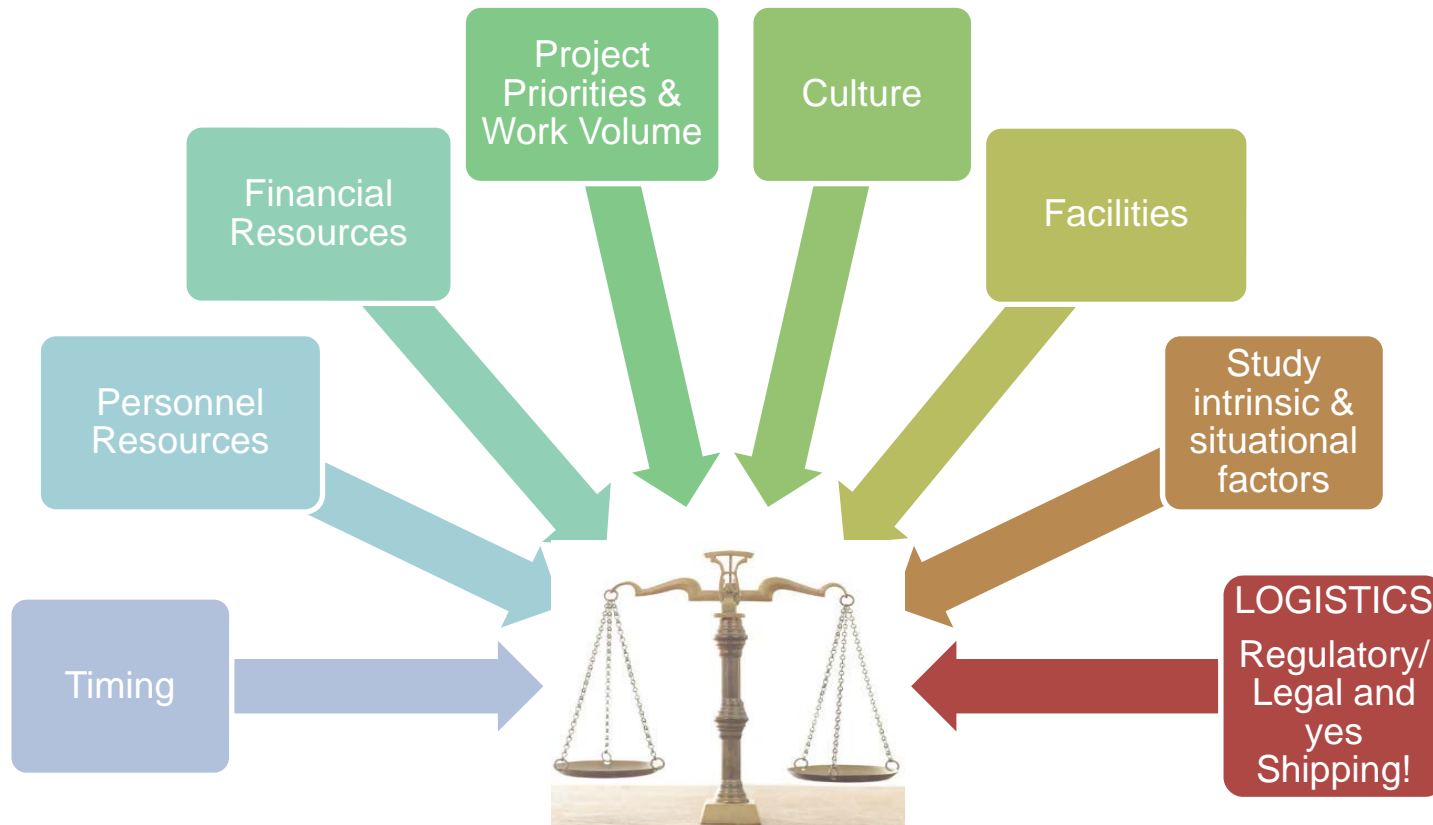 Project
Priorities &
Work Volume
Culture
Financial
Resources
Facilities
Personnel
Resources
Study
intrinsic &
situational
factors
Timing
LOGISTICS
Regulatory/
Legal and
yes
Shipping!